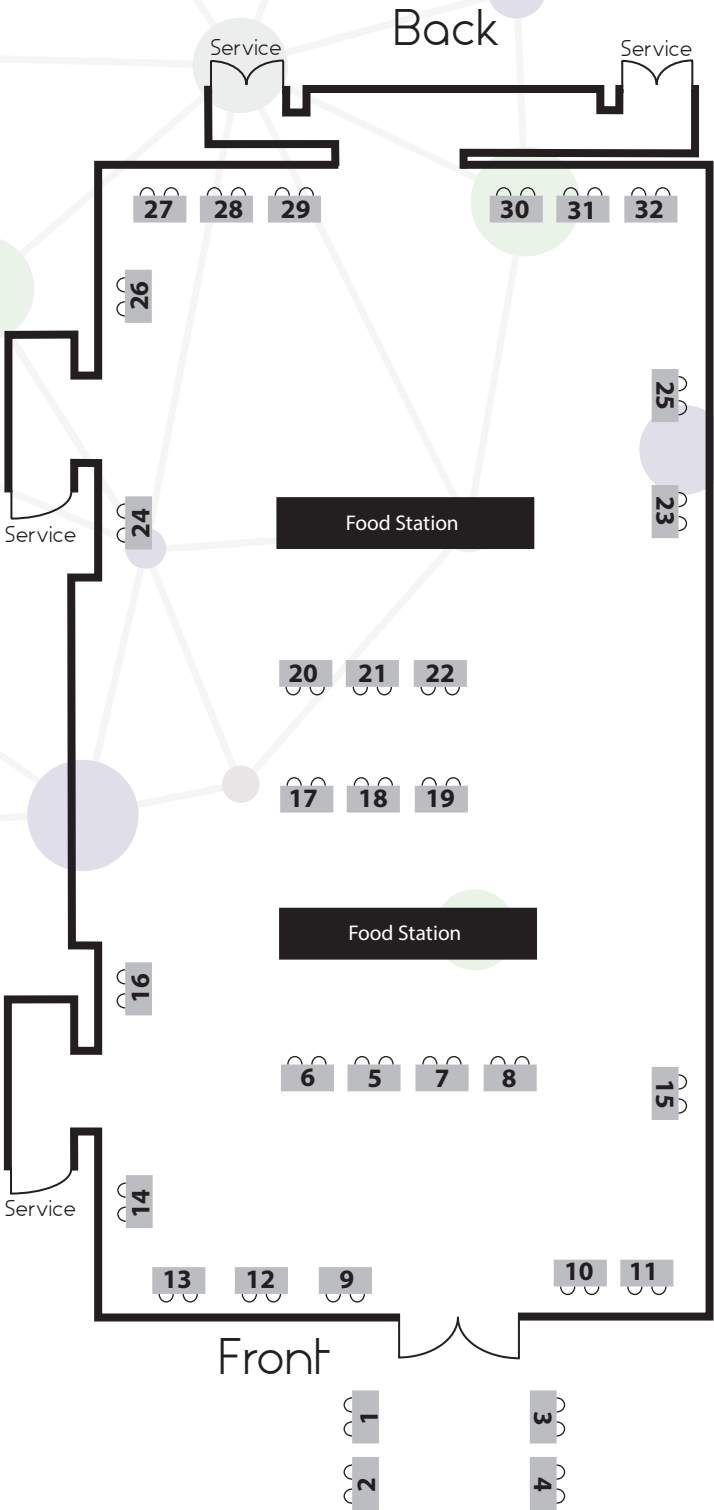 Back
Service
Service
27 28 29 30 31 32
26
25
23
24
Service
Food Station
20 21 22
17 18 19
Food Station
16
6 5 7 8
15
14
Service
13 12 9 10 11
Front
1 3
2 4